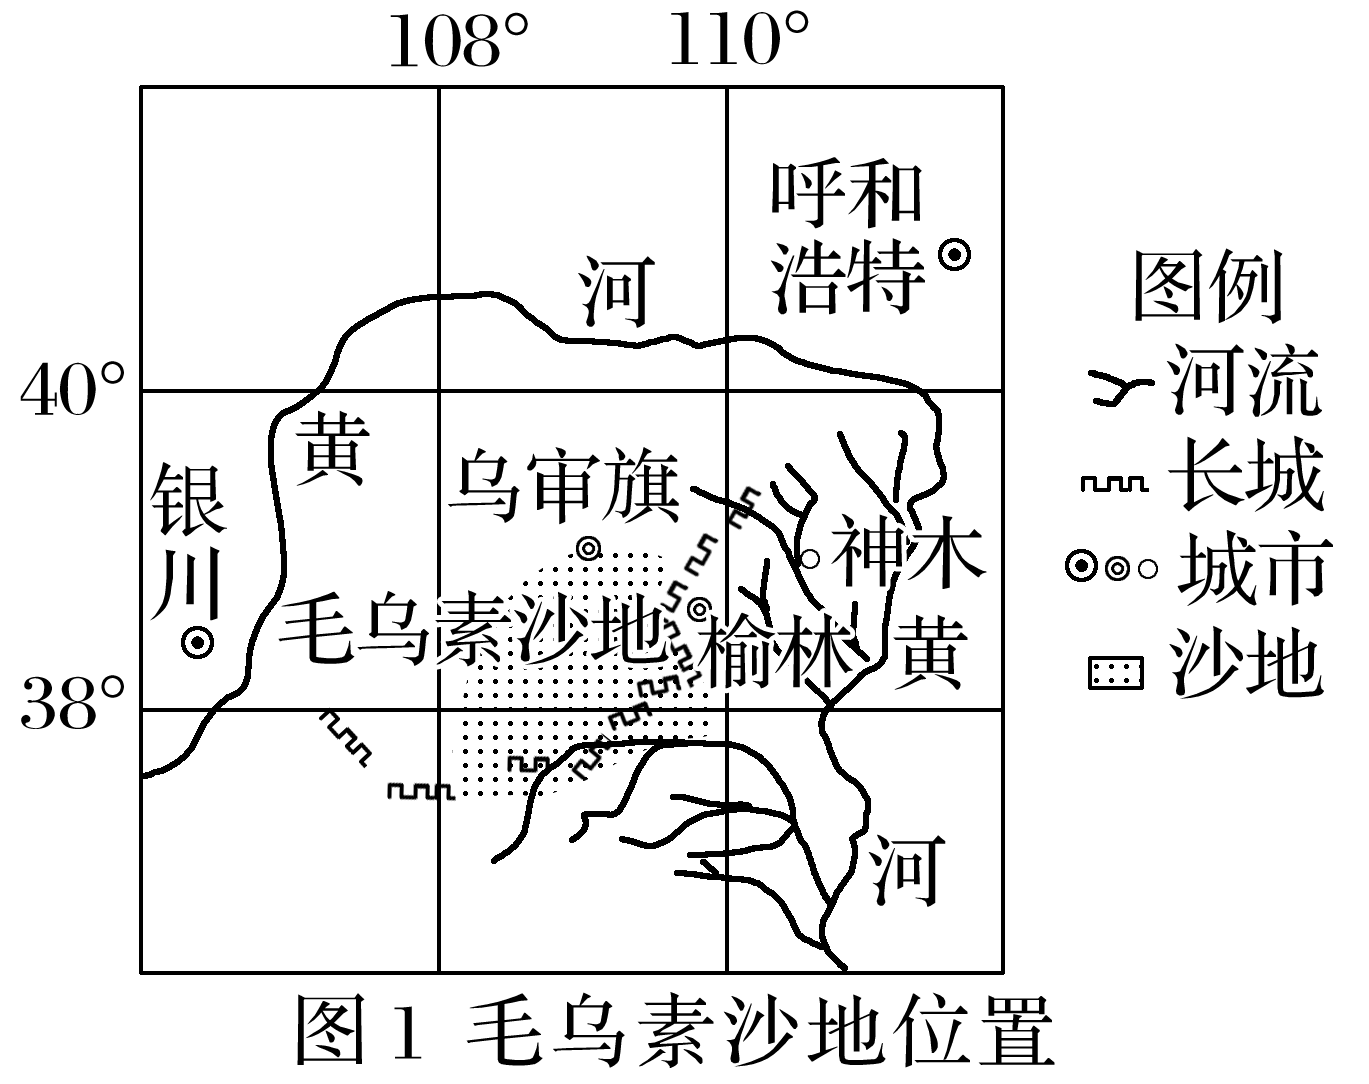 108° 110°
呼和
浩特
河
40°
黄
银
川
乌审旗
神木
毛乌素沙地
榆林
黄
38°
河
图例
河流
长城
城市
沙地
图1 毛乌素沙地位置